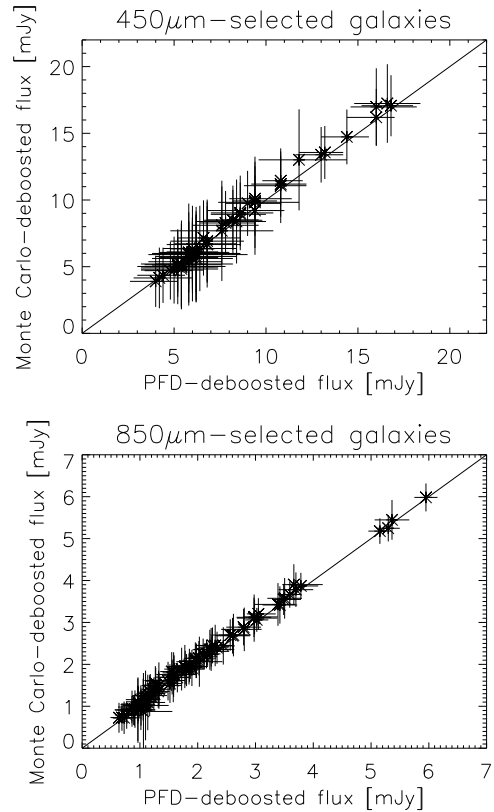 450μm-selected galaxies
Monte Carlo-deboosted flux [mJy]
20
15
10
5
0
0 5 10 15 20
PFD-deboosted flux [mJy]
850μm-selected galaxies
Monte Carlo-deboosted flux [mJy]
7
6
5
4
3
2
1
0
0 1 2 3 4 5 6 7
PFD-deboosted flux [mJy]